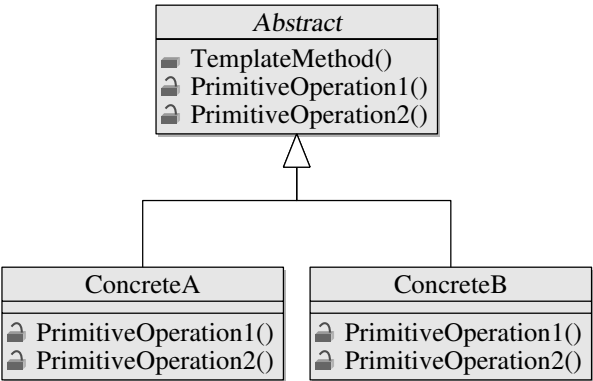 Abstract
TemplateMethod()
PrimitiveOperation1()
PrimitiveOperation2()
ConcreteA
PrimitiveOperation1()
PrimitiveOperation2()
ConcreteB
PrimitiveOperation1()
PrimitiveOperation2()